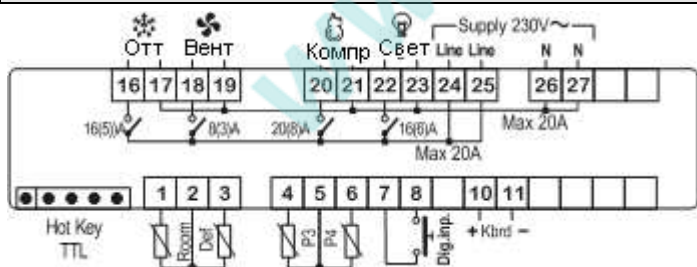 Supply 230V~
Отт Вент Компр Свет Line Line N N
16 17 18 19 20 21 22 23 24 25 26 27
16(5))A 8(3)A 20(8)A 16(6)A Max 20A
Max 20A
1 2 3 4 5 6 7 8 10 11
Hot Key
TTL
Room Def P3 P4 Dig.inp. + Kbrd -